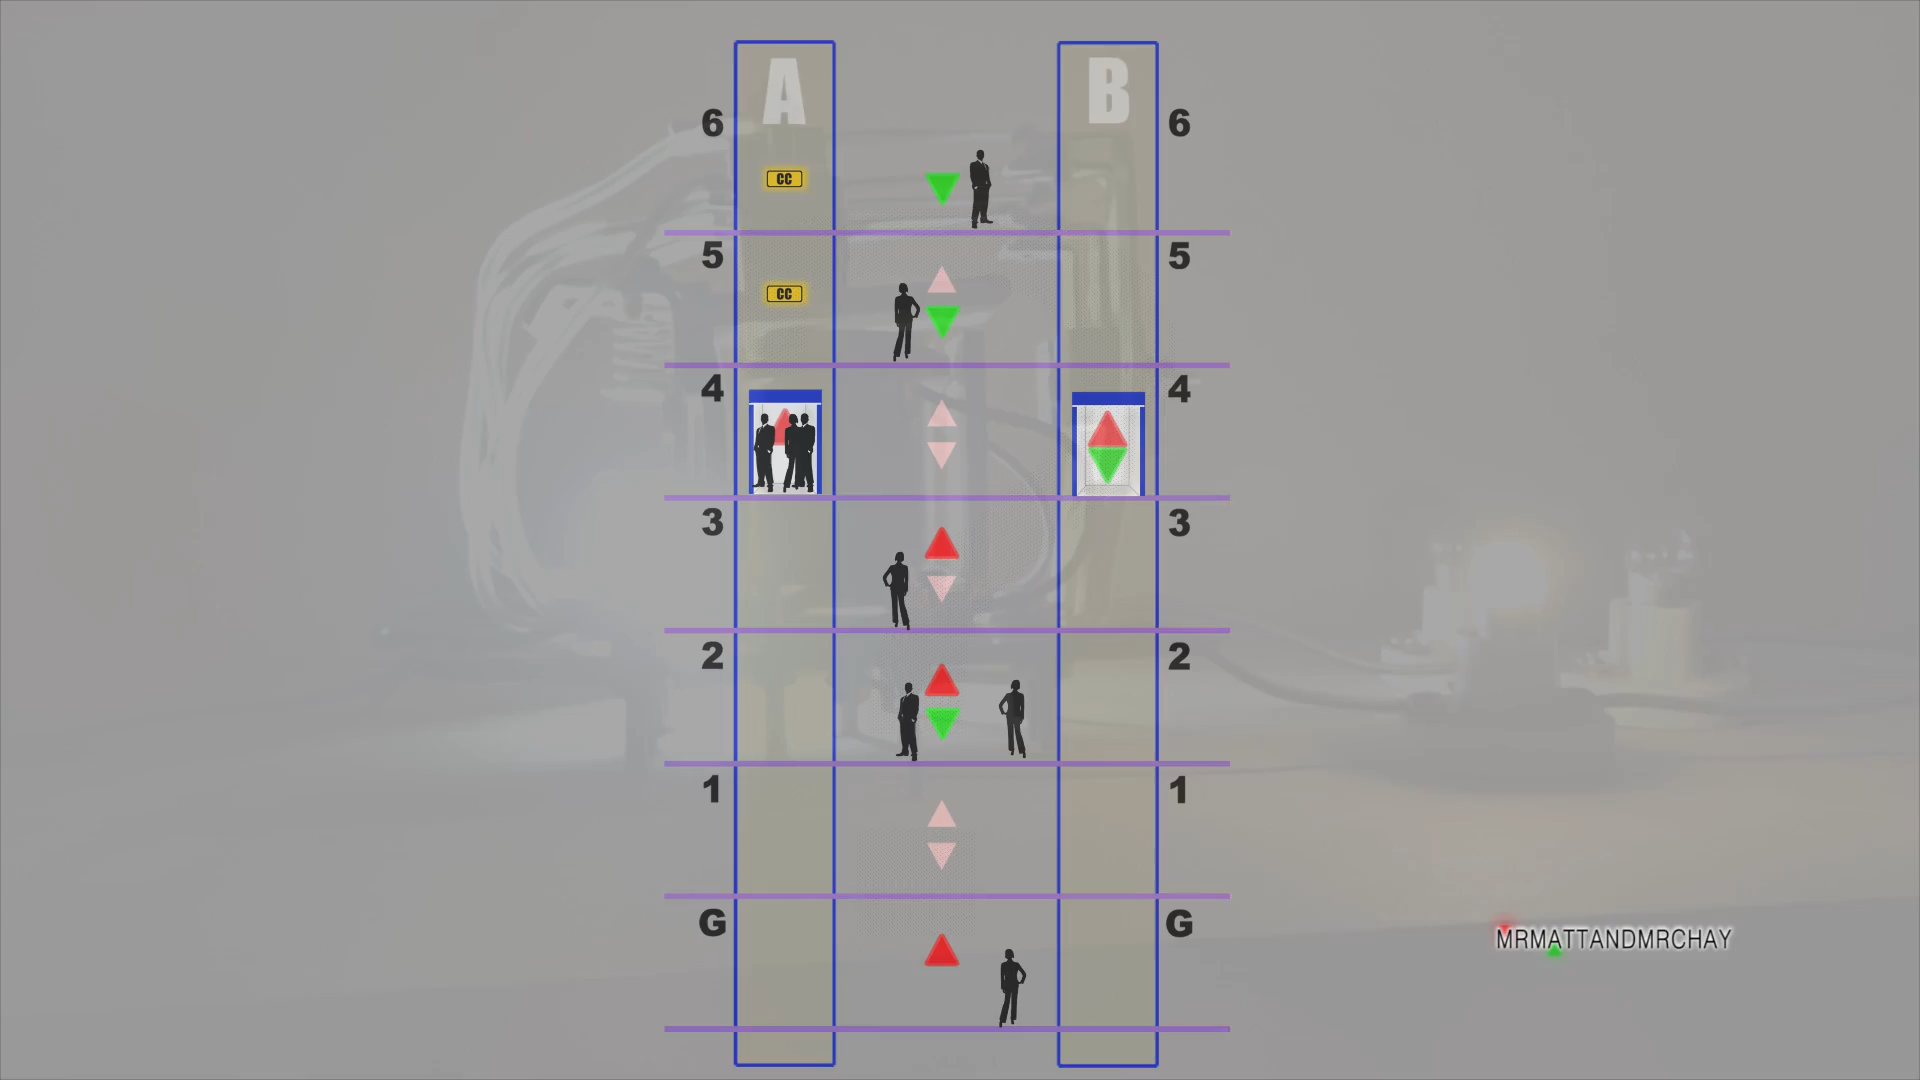 A B
6 6
CC
5 5
CC
4 4
3 3
2 2
1 1
G G
MRMATTANDMRCHAY